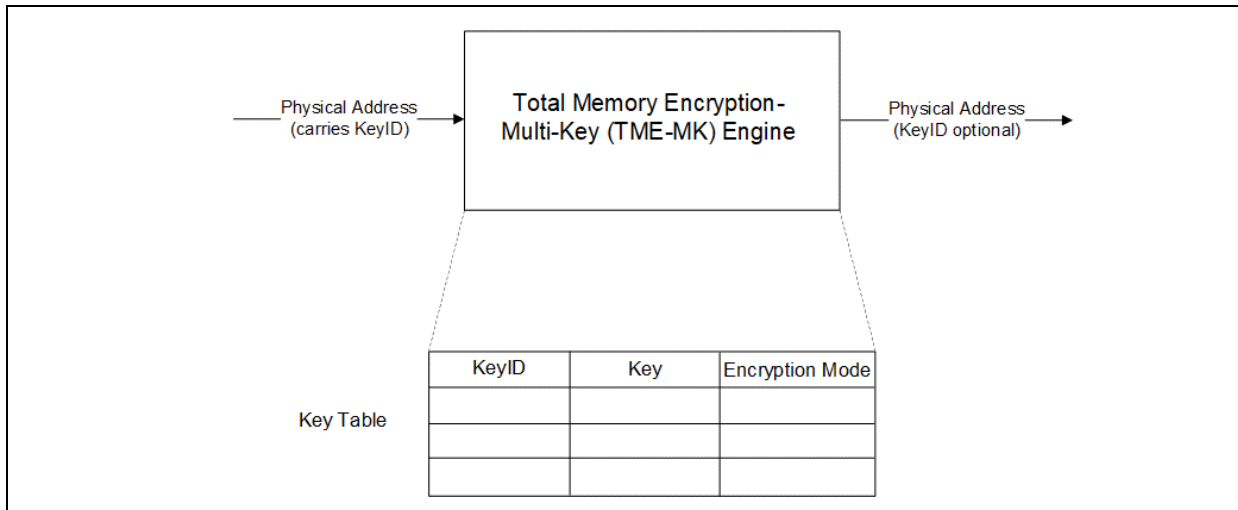 Total Memory Encryption-
Multi-Key (TME-MK) Engine
Physical Address
(carries KeyID)
Physical Address
(KeyID optional)
KeyID Key Encryption Mode
Key Table